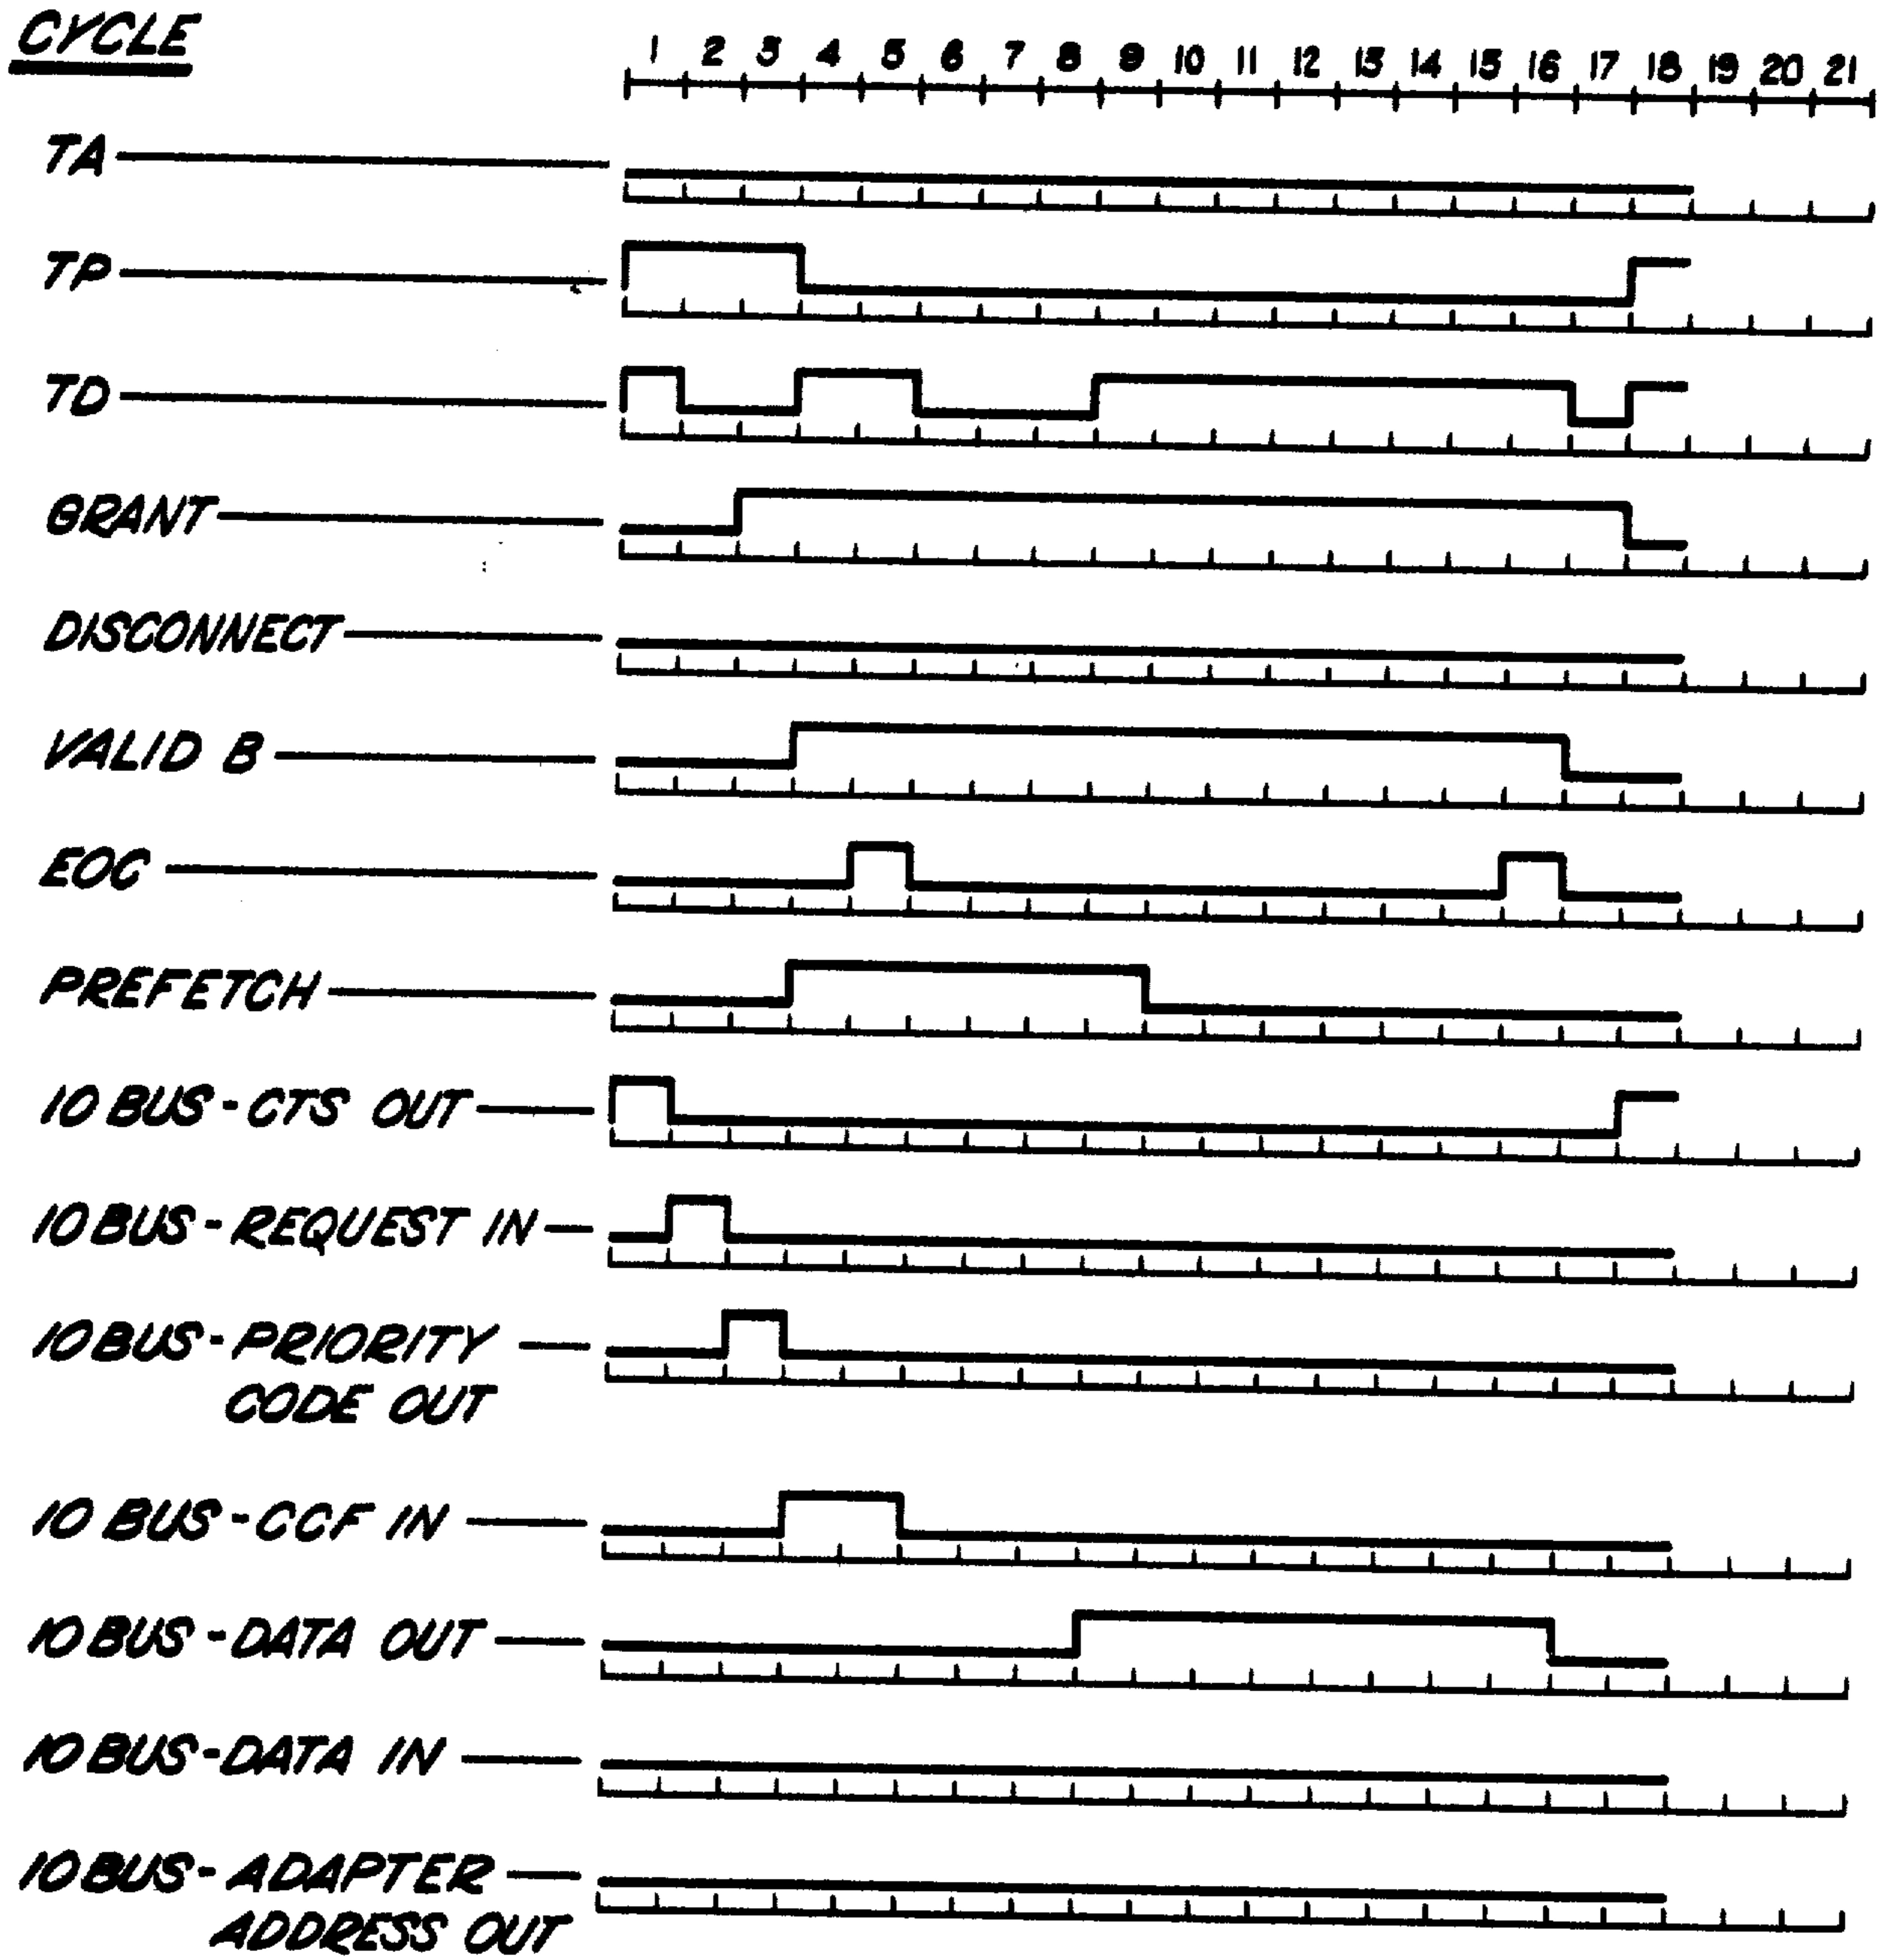 CYCLE
1 2 3 4 5 6 7 8 9 10 11 12 13 14 15 16 17 18 19 20 21
TA
TP
TD
GRANT
DISCONNECT
VALID B
EOC
PREFETCH
IO BUS-CTS OUT
IO BUS-REQUEST IN
IO BUS-PRIORITY
CODE OUT
IO BUS-CCF IN
IO BUS-DATA OUT
IO BUS-DATA IN
IO BUS-ADAPTER
ADDRESS OUT